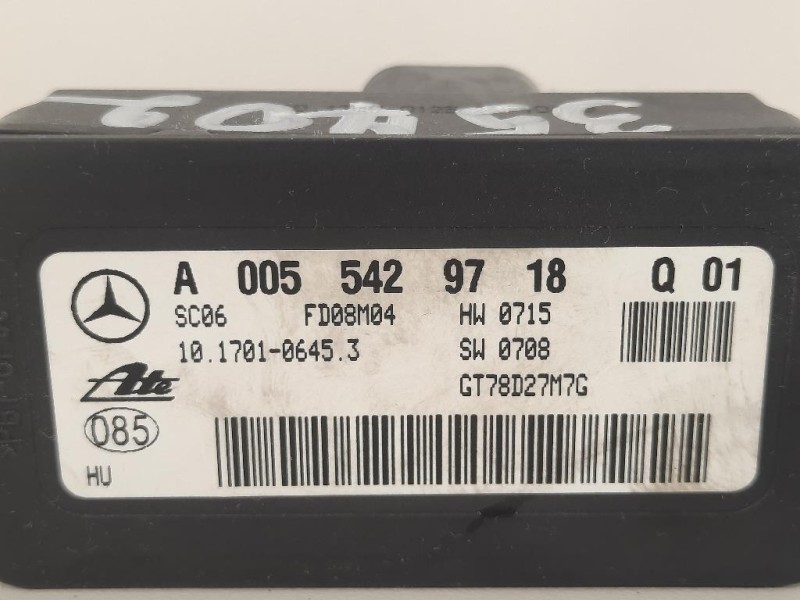 A 005 542 97 18 Q 01
SC06 FD08M04 HW 0715
10.1701-0645.3 SW 0708
Ate GT78D27M7G
085
HU